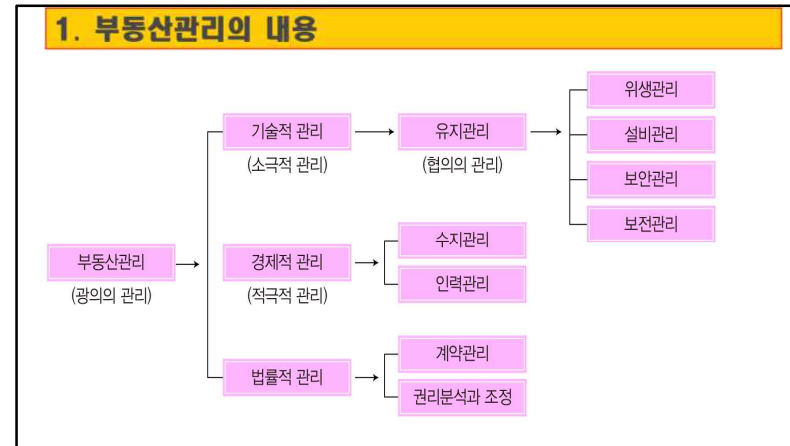 1. 부동산관리의 내용
위생관리
기술적 관리
유지관리
설비관리
(소극적 관리)
(협의의 관리)
보안관리
보전관리
수지관리
부동산관리
경제적 관리
(광의의 관리)
(적극적 관리)
인력관리
계약관리
법률적 관리
권리분석과 조정